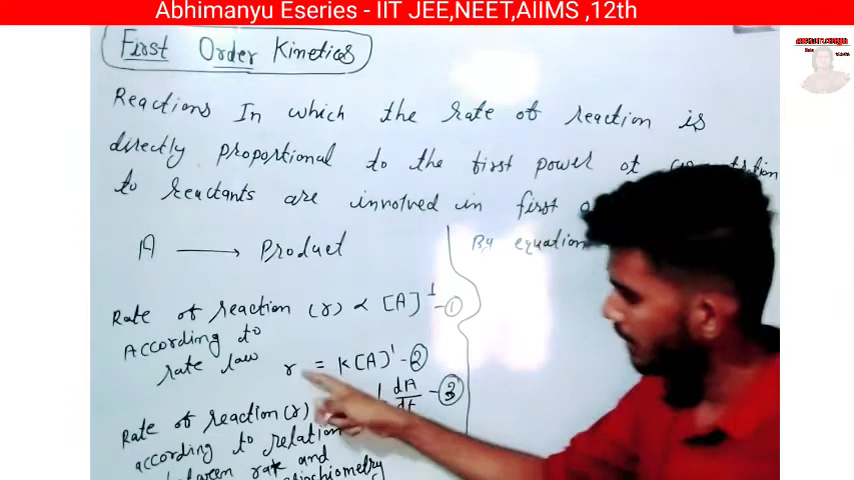 Abhimanyu Eseries - IIT JEE,NEET,AIIMS ,12th
First Order Kinetics
Reactions In which the rate of reaction is
directly proportional to the first power of
to reactants are involved in first
A → Product
Rate of reaction (r) ∝ [A]¹ -①
According to
rate law
r = K[A]¹ -②
dA/dt -③
Rate of reaction(r)
according to relation
between rate and
By equation